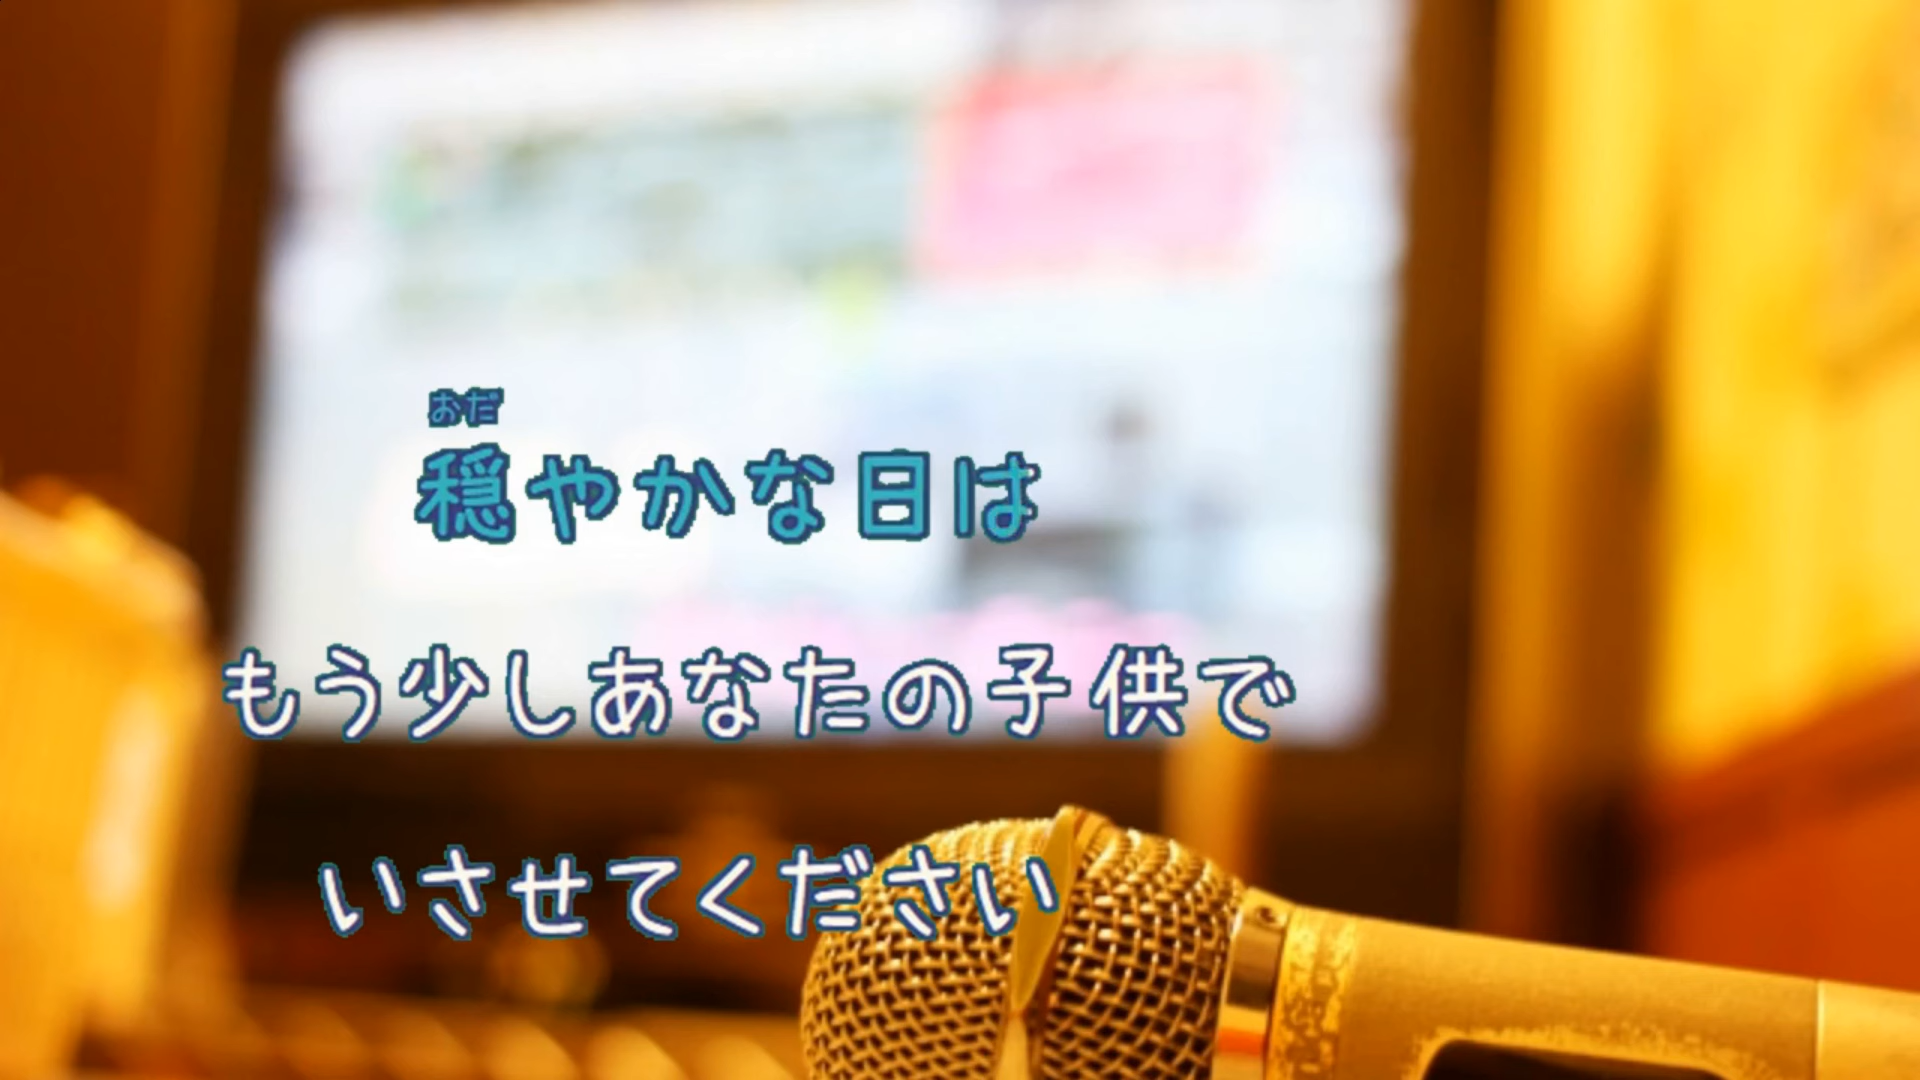 おだ
穏やかな日は
もう少しあなたの子供で
いさせてください